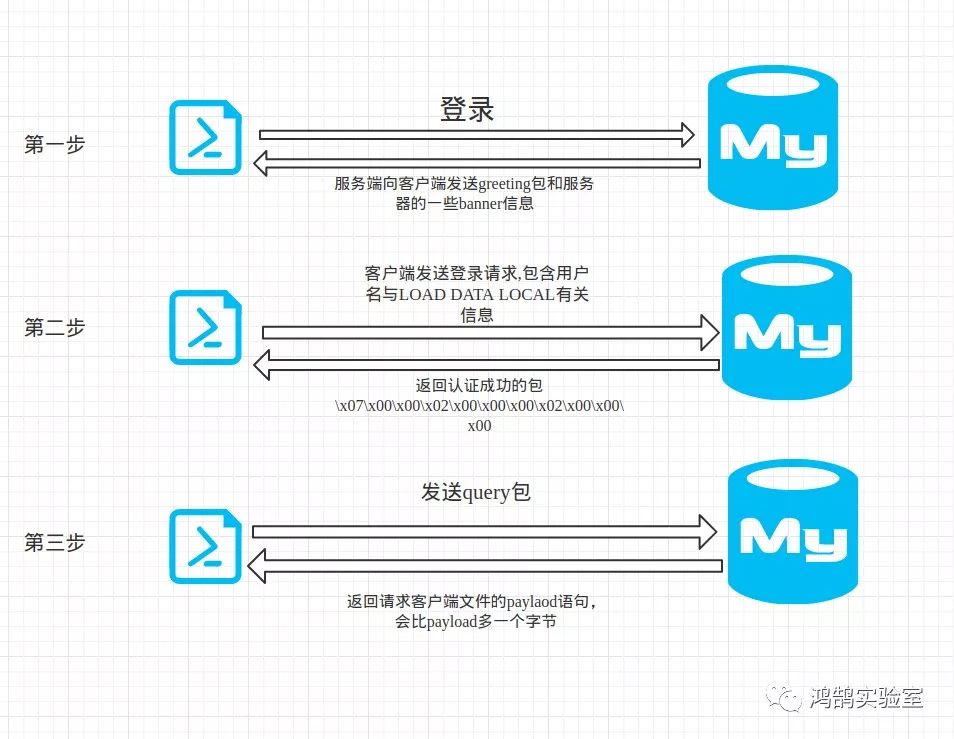 登录
第一步
My
服务端向客户端发送greeting包和服务
器的一些banner信息
客户端发送登录请求,包含用户
名与LOAD DATA LOCAL有关
信息
第二步
My
返回认证成功的包
\x07\x00\x00\x02\x00\x00\x00\x02\x00\x00\
x00
发送query包
第三步
My
返回请求客户端文件的paylaod语句，
会比payload多一个字节
鸿鹄实验室